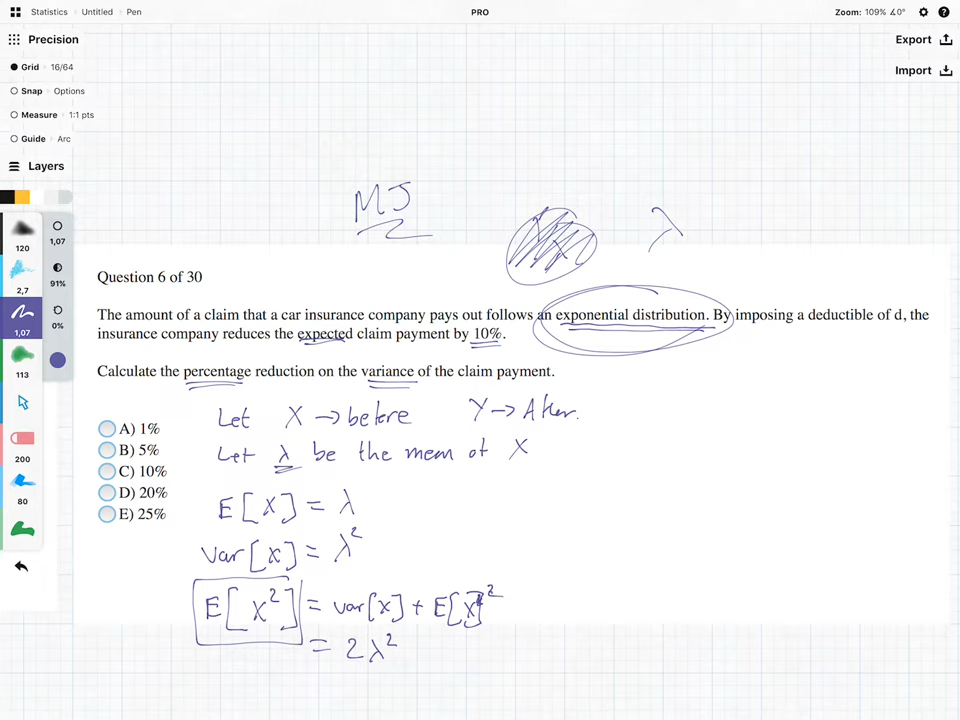 Statistics › Untitled › Pen
PRO
Zoom: 109% ∡0°
Precision
Export
Grid › 16/64
Import
Snap › Options
Measure › 1:1 pts
Guide › Arc
Layers
MJ
λ
120
1,07
2,7
91%
1,07
0%
113
200
80
Question 6 of 30
The amount of a claim that a car insurance company pays out follows an exponential distribution. By imposing a deductible of d, the
insurance company reduces the expected claim payment by 10%.
Calculate the percentage reduction on the variance of the claim payment.
Let X → before Y → After.
A) 1%
B) 5%
Let λ be the mean of X
C) 10%
D) 20%
E) 25%
E[X] = λ
var[x] = λ²
E[X²] = var[x] + E[x]²
= 2λ²